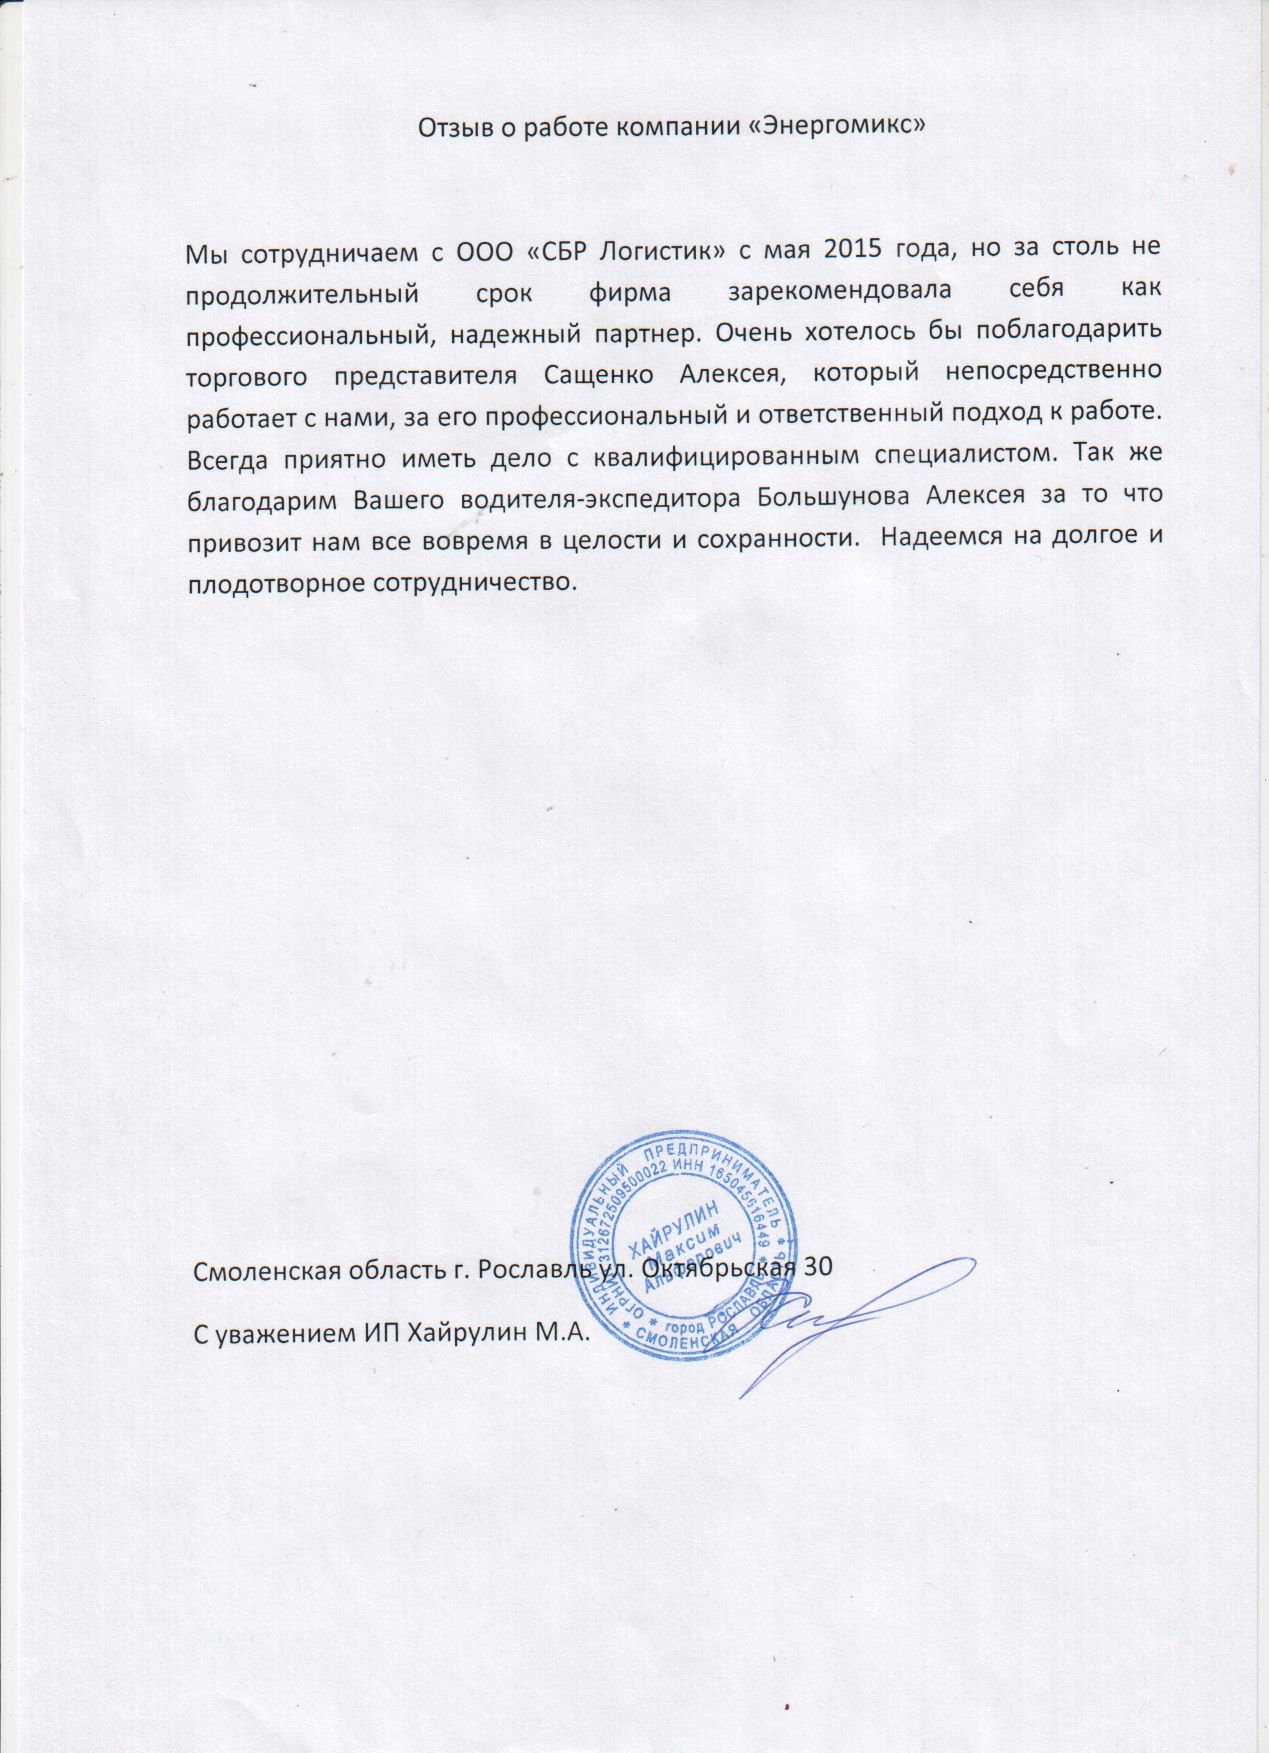 Отзыв о работе компании «Энергомикс»
Мы сотрудничаем с ООО «СБР Логистик» с мая 2015 года, но за столь не
продолжительный срок фирма зарекомендовала себя как
профессиональный, надежный партнер. Очень хотелось бы поблагодарить
торгового представителя Сащенко Алексея, который непосредственно
работает с нами, за его профессиональный и ответственный подход к работе.
Всегда приятно иметь дело с квалифицированным специалистом. Так же
благодарим Вашего водителя-экспедитора Большунова Алексея за то что
привозит нам все вовремя в целости и сохранности. Надеемся на долгое и
плодотворное сотрудничество.
ИНДИВИДУАЛЬНЫЙ ПРЕДПРИНИМАТЕЛЬ
* СМОЛЕНСКАЯ ОБЛАСТЬ *
ОГРНИП 312672509500022 ИНН 165045616449
* город РОСЛАВЛЬ *
ХАЙРУЛИН
Максим
Альфарович
Смоленская область г. Рославль ул. Октябрьская 30
С уважением ИП Хайрулин М.А.